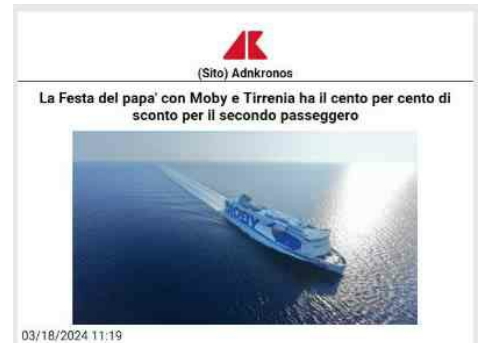 (Sito) Adnkronos
La Festa del papa' con Moby e Tirrenia ha il cento per cento di
sconto per il secondo passeggero
MOBY
03/18/2024 11:19